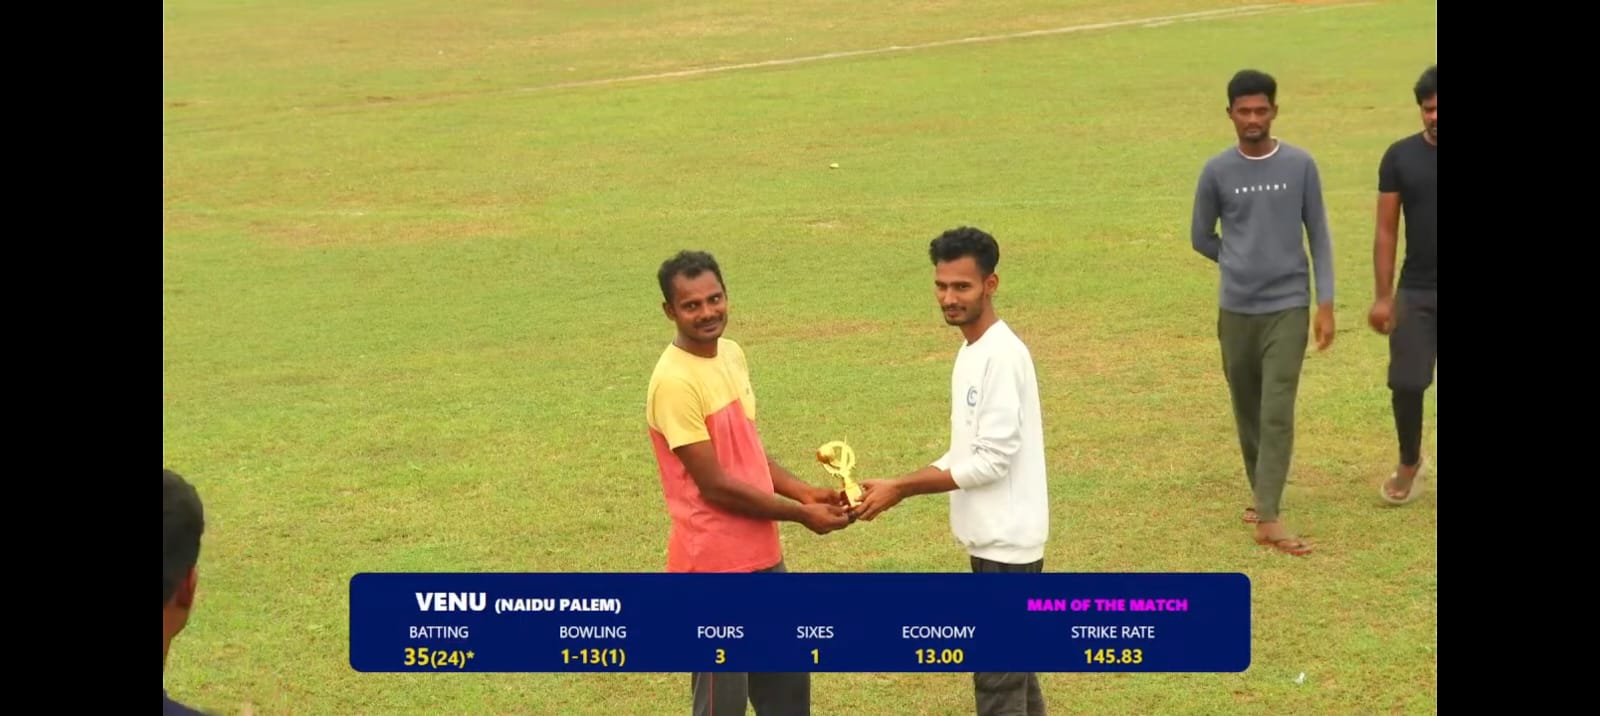 AWESOME
VENU (NAIDU PALEM)
MAN OF THE MATCH
BATTING BOWLING FOURS SIXES ECONOMY STRIKE RATE
35(24)* 1-13(1) 3 1 13.00 145.83